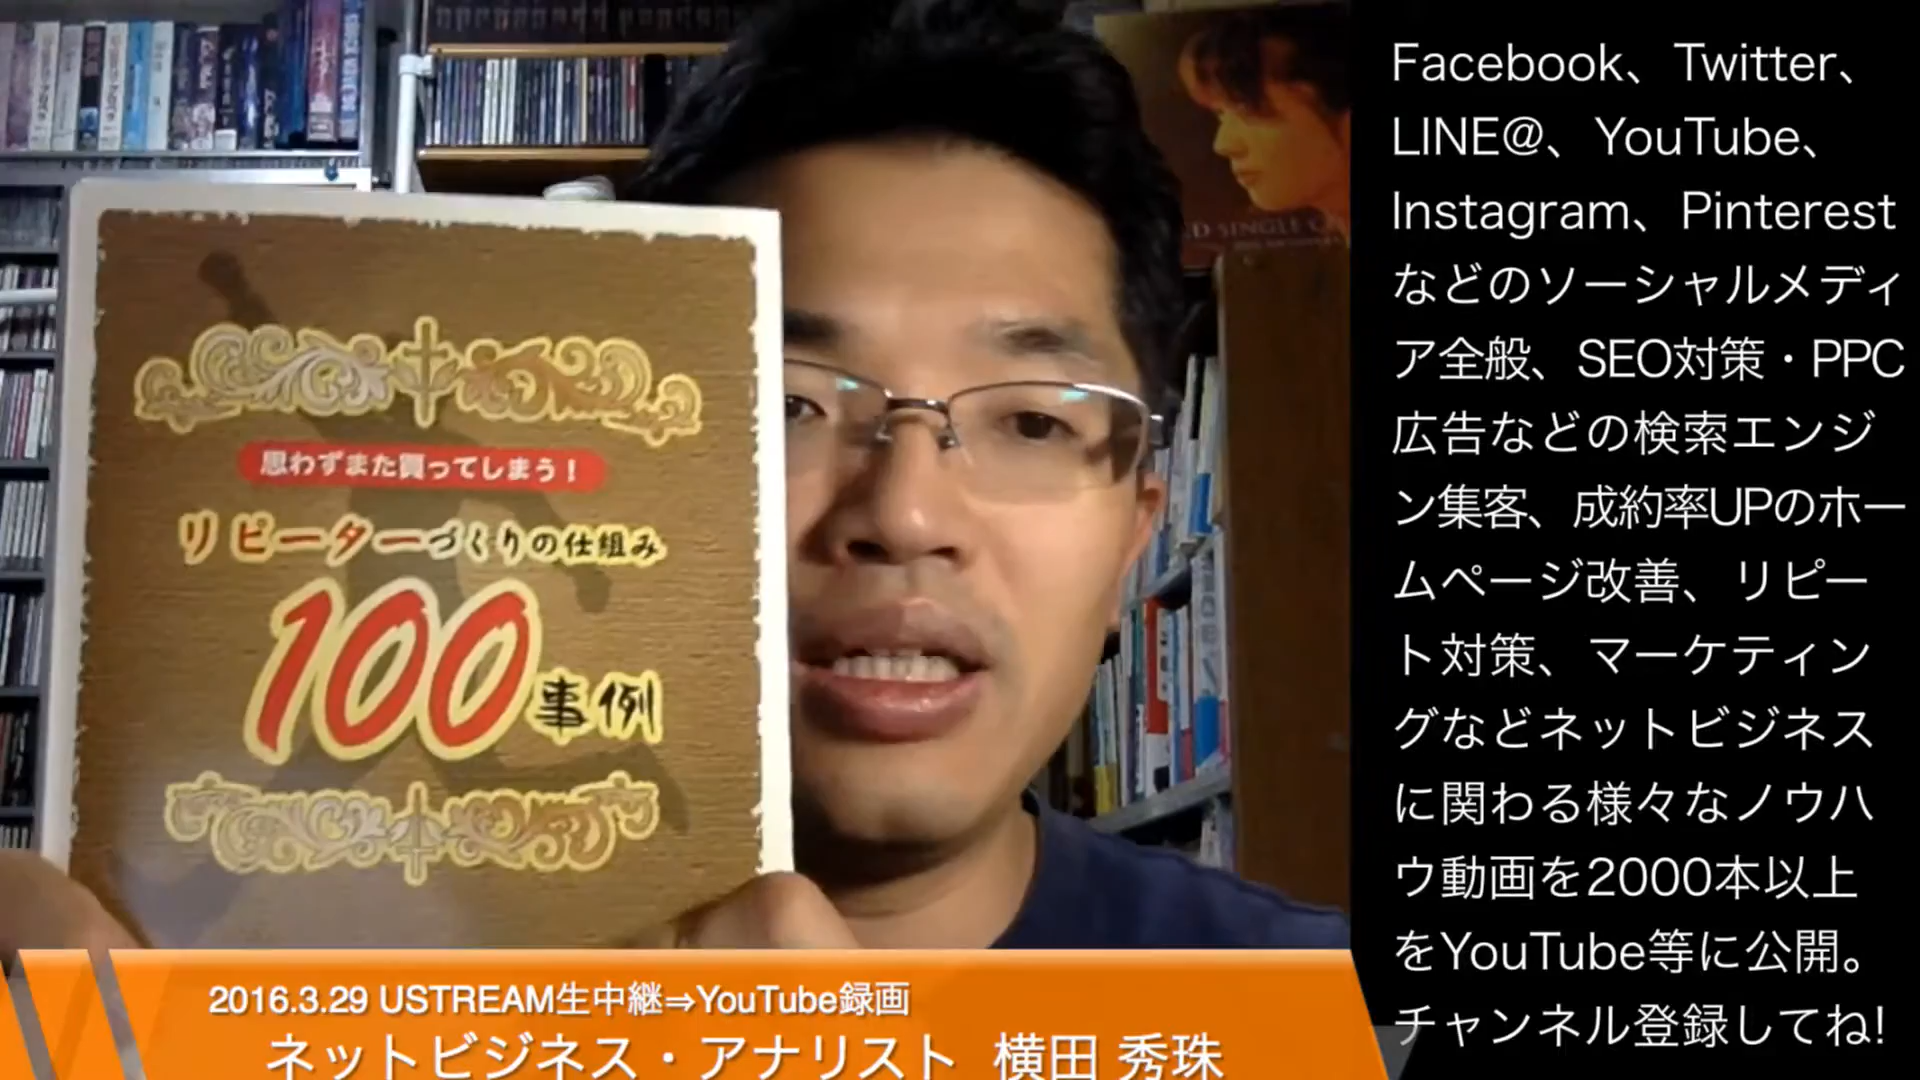 思わずまた買ってしまう！
リピーターづくりの仕組み
100事例
Facebook、Twitter、
LINE@、YouTube、
Instagram、Pinterest
などのソーシャルメディ
ア全般、SEO対策・PPC
広告などの検索エンジ
ン集客、成約率UPのホー
ムページ改善、リピー
ト対策、マーケティン
グなどネットビジネス
に関わる様々なノウハ
ウ動画を2000本以上
をYouTube等に公開。
チャンネル登録してね!
2016.3.29 USTREAM生中継⇒YouTube録画
ネットビジネス・アナリスト 横田 秀珠